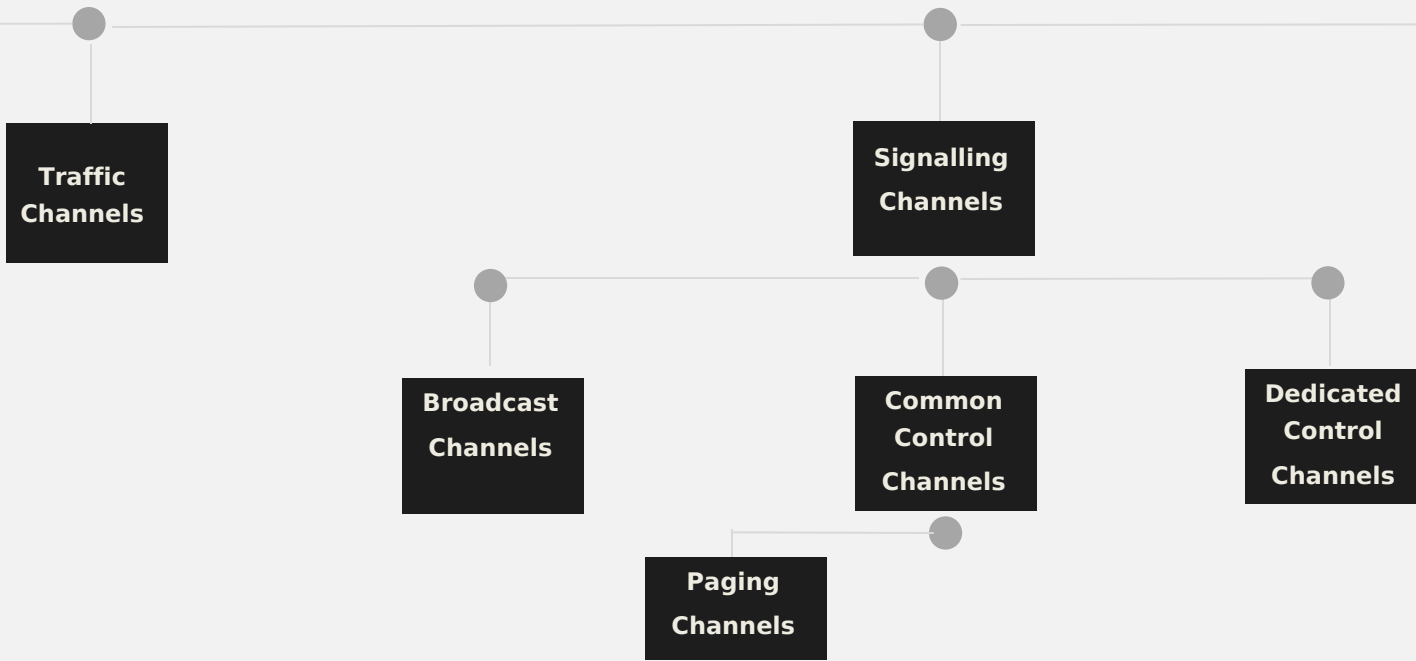 Traffic
Channels
Signalling
Channels
Broadcast
Channels
Common
Control
Channels
Dedicated
Control
Channels
Paging
Channels